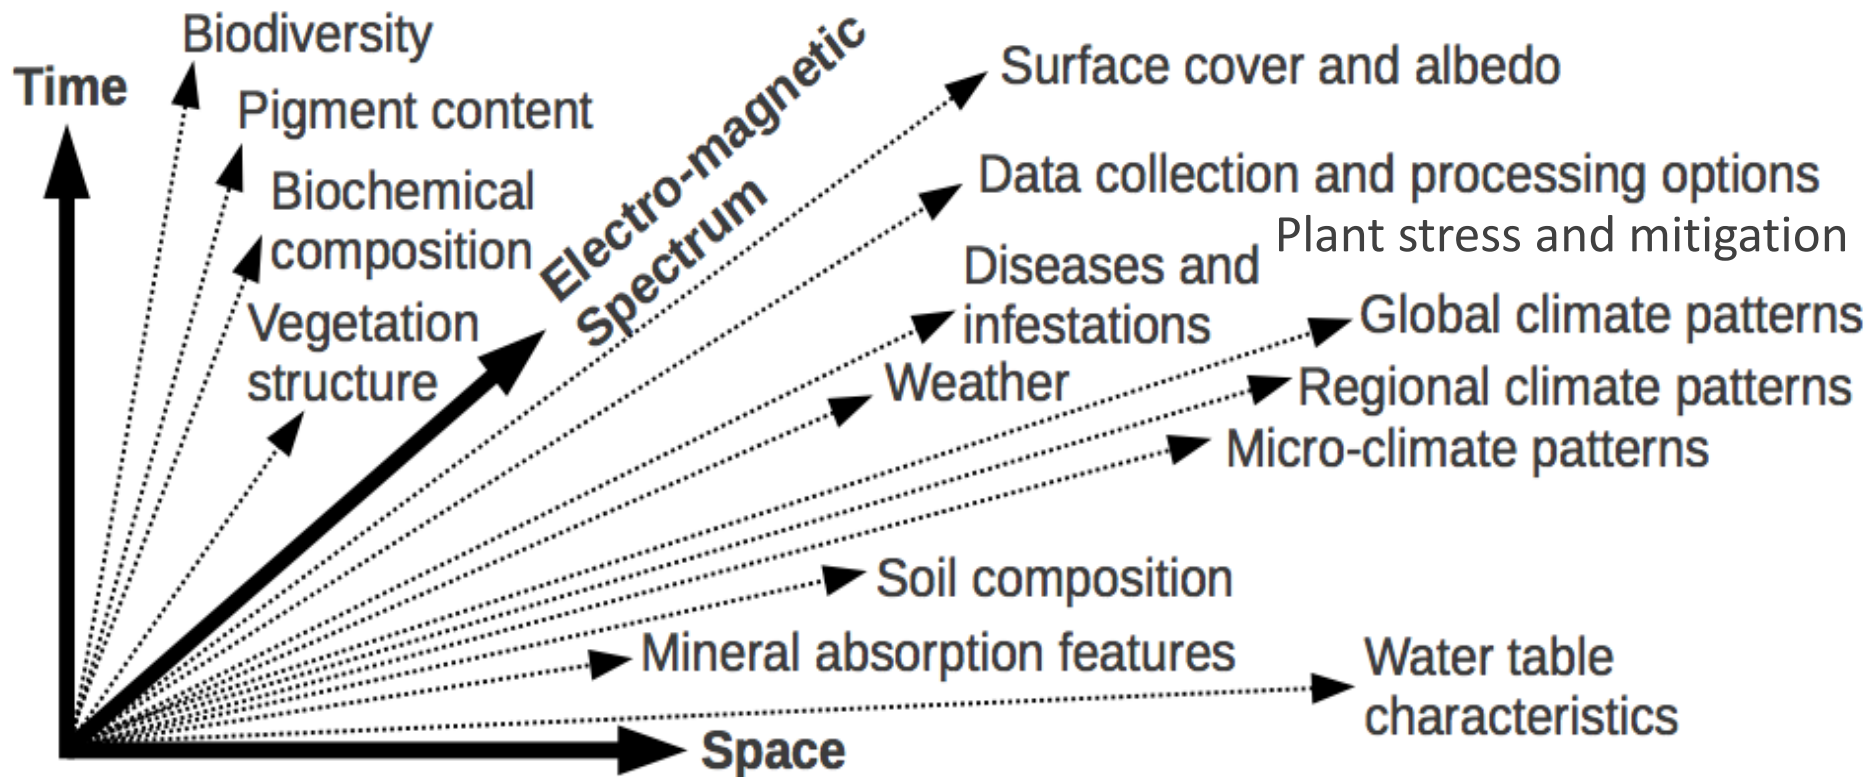 Biodiversity
Time
Pigment content
Biochemical
composition
Vegetation
structure
Electro-magnetic
Spectrum
Surface cover and albedo
Data collection and processing options
Plant stress and mitigation
Diseases and
infestations
Global climate patterns
Weather
Regional climate patterns
Micro-climate patterns
Soil composition
Mineral absorption features
Water table
characteristics
Space